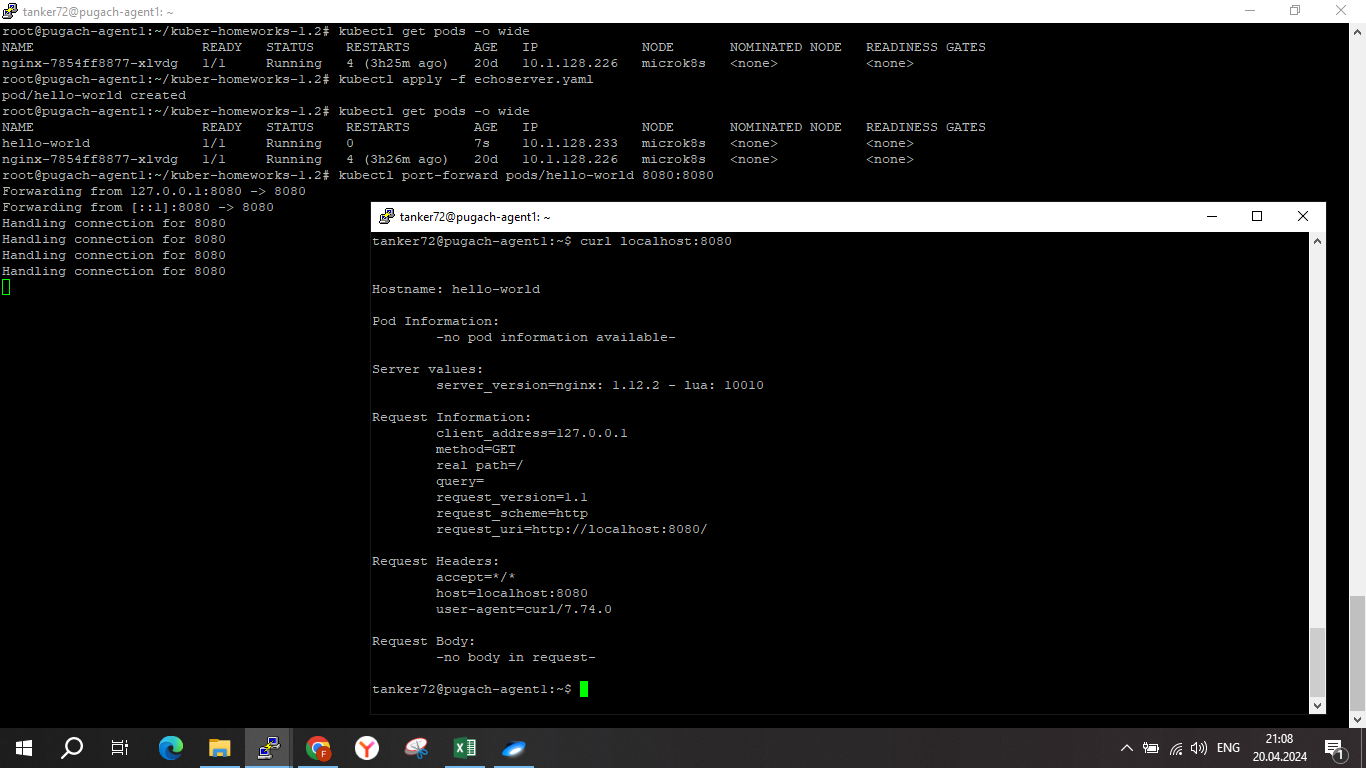 tanker72@pugach-agent1: ~
root@pugach-agent1:~/kuber-homeworks-1.2# kubectl get pods -o wide
NAME READY STATUS RESTARTS AGE IP NODE NOMINATED NODE READINESS GATES
nginx-7854ff8877-xlvdg 1/1 Running 4 (3h25m ago) 20d 10.1.128.226 microk8s <none> <none>
root@pugach-agent1:~/kuber-homeworks-1.2# kubectl apply -f echoserver.yaml
pod/hello-world created
root@pugach-agent1:~/kuber-homeworks-1.2# kubectl get pods -o wide
NAME READY STATUS RESTARTS AGE IP NODE NOMINATED NODE READINESS GATES
hello-world 1/1 Running 0 7s 10.1.128.233 microk8s <none> <none>
nginx-7854ff8877-xlvdg 1/1 Running 4 (3h26m ago) 20d 10.1.128.226 microk8s <none> <none>
root@pugach-agent1:~/kuber-homeworks-1.2# kubectl port-forward pods/hello-world 8080:8080
Forwarding from 127.0.0.1:8080 -> 8080
Forwarding from [::1]:8080 -> 8080
Handling connection for 8080
Handling connection for 8080
Handling connection for 8080
Handling connection for 8080
tanker72@pugach-agent1: ~
tanker72@pugach-agent1:~$ curl localhost:8080
Hostname: hello-world
Pod Information:
-no pod information available-
Server values:
server_version=nginx: 1.12.2 - lua: 10010
Request Information:
client_address=127.0.0.1
method=GET
real path=/
query=
request_version=1.1
request_scheme=http
request_uri=http://localhost:8080/
Request Headers:
accept=*/*
host=localhost:8080
user-agent=curl/7.74.0
Request Body:
-no body in request-
tanker72@pugach-agent1:~$
F
ENG
21:08
20.04.2024
1